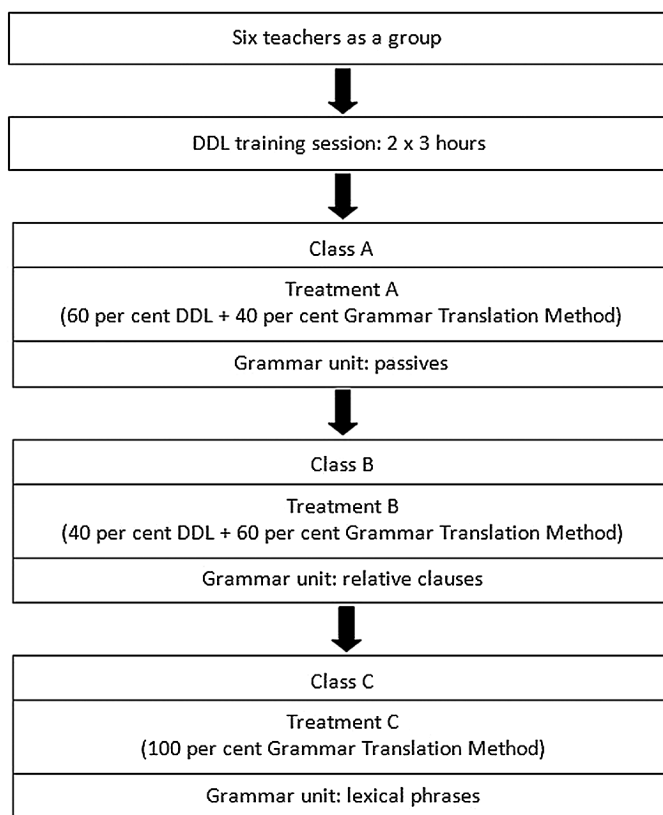 Six teachers as a group
DDL training session: 2 x 3 hours
Class A
Treatment A
(60 per cent DDL + 40 per cent Grammar Translation Method)
Grammar unit: passives
Class B
Treatment B
(40 per cent DDL + 60 per cent Grammar Translation Method)
Grammar unit: relative clauses
Class C
Treatment C
(100 per cent Grammar Translation Method)
Grammar unit: lexical phrases